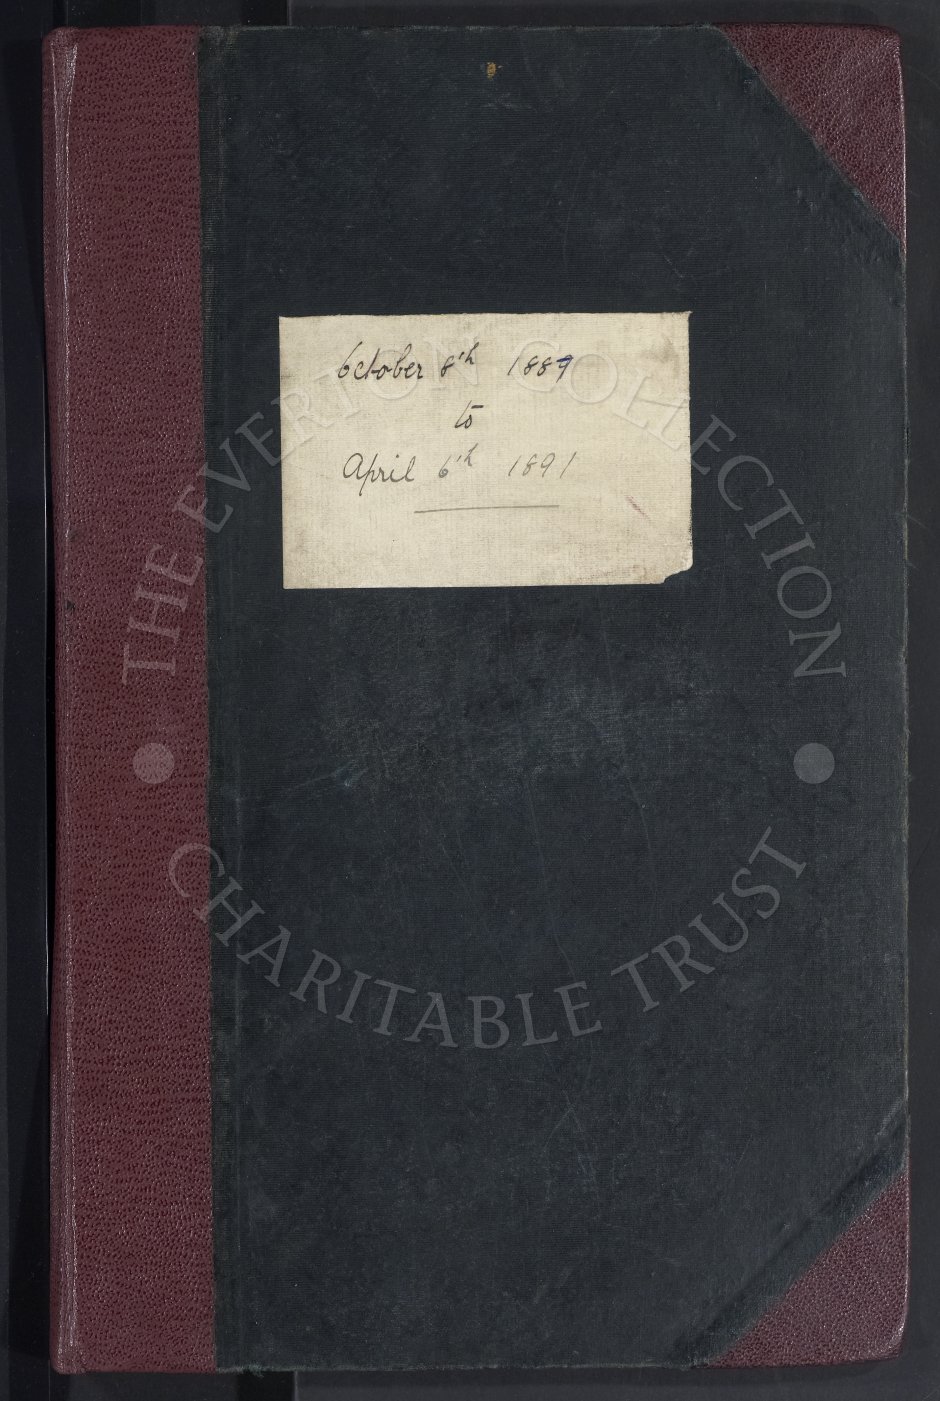 October 8th 1889
to
April 6th 1891
THE EVERTON COLLECTION
CHARITABLE TRUST